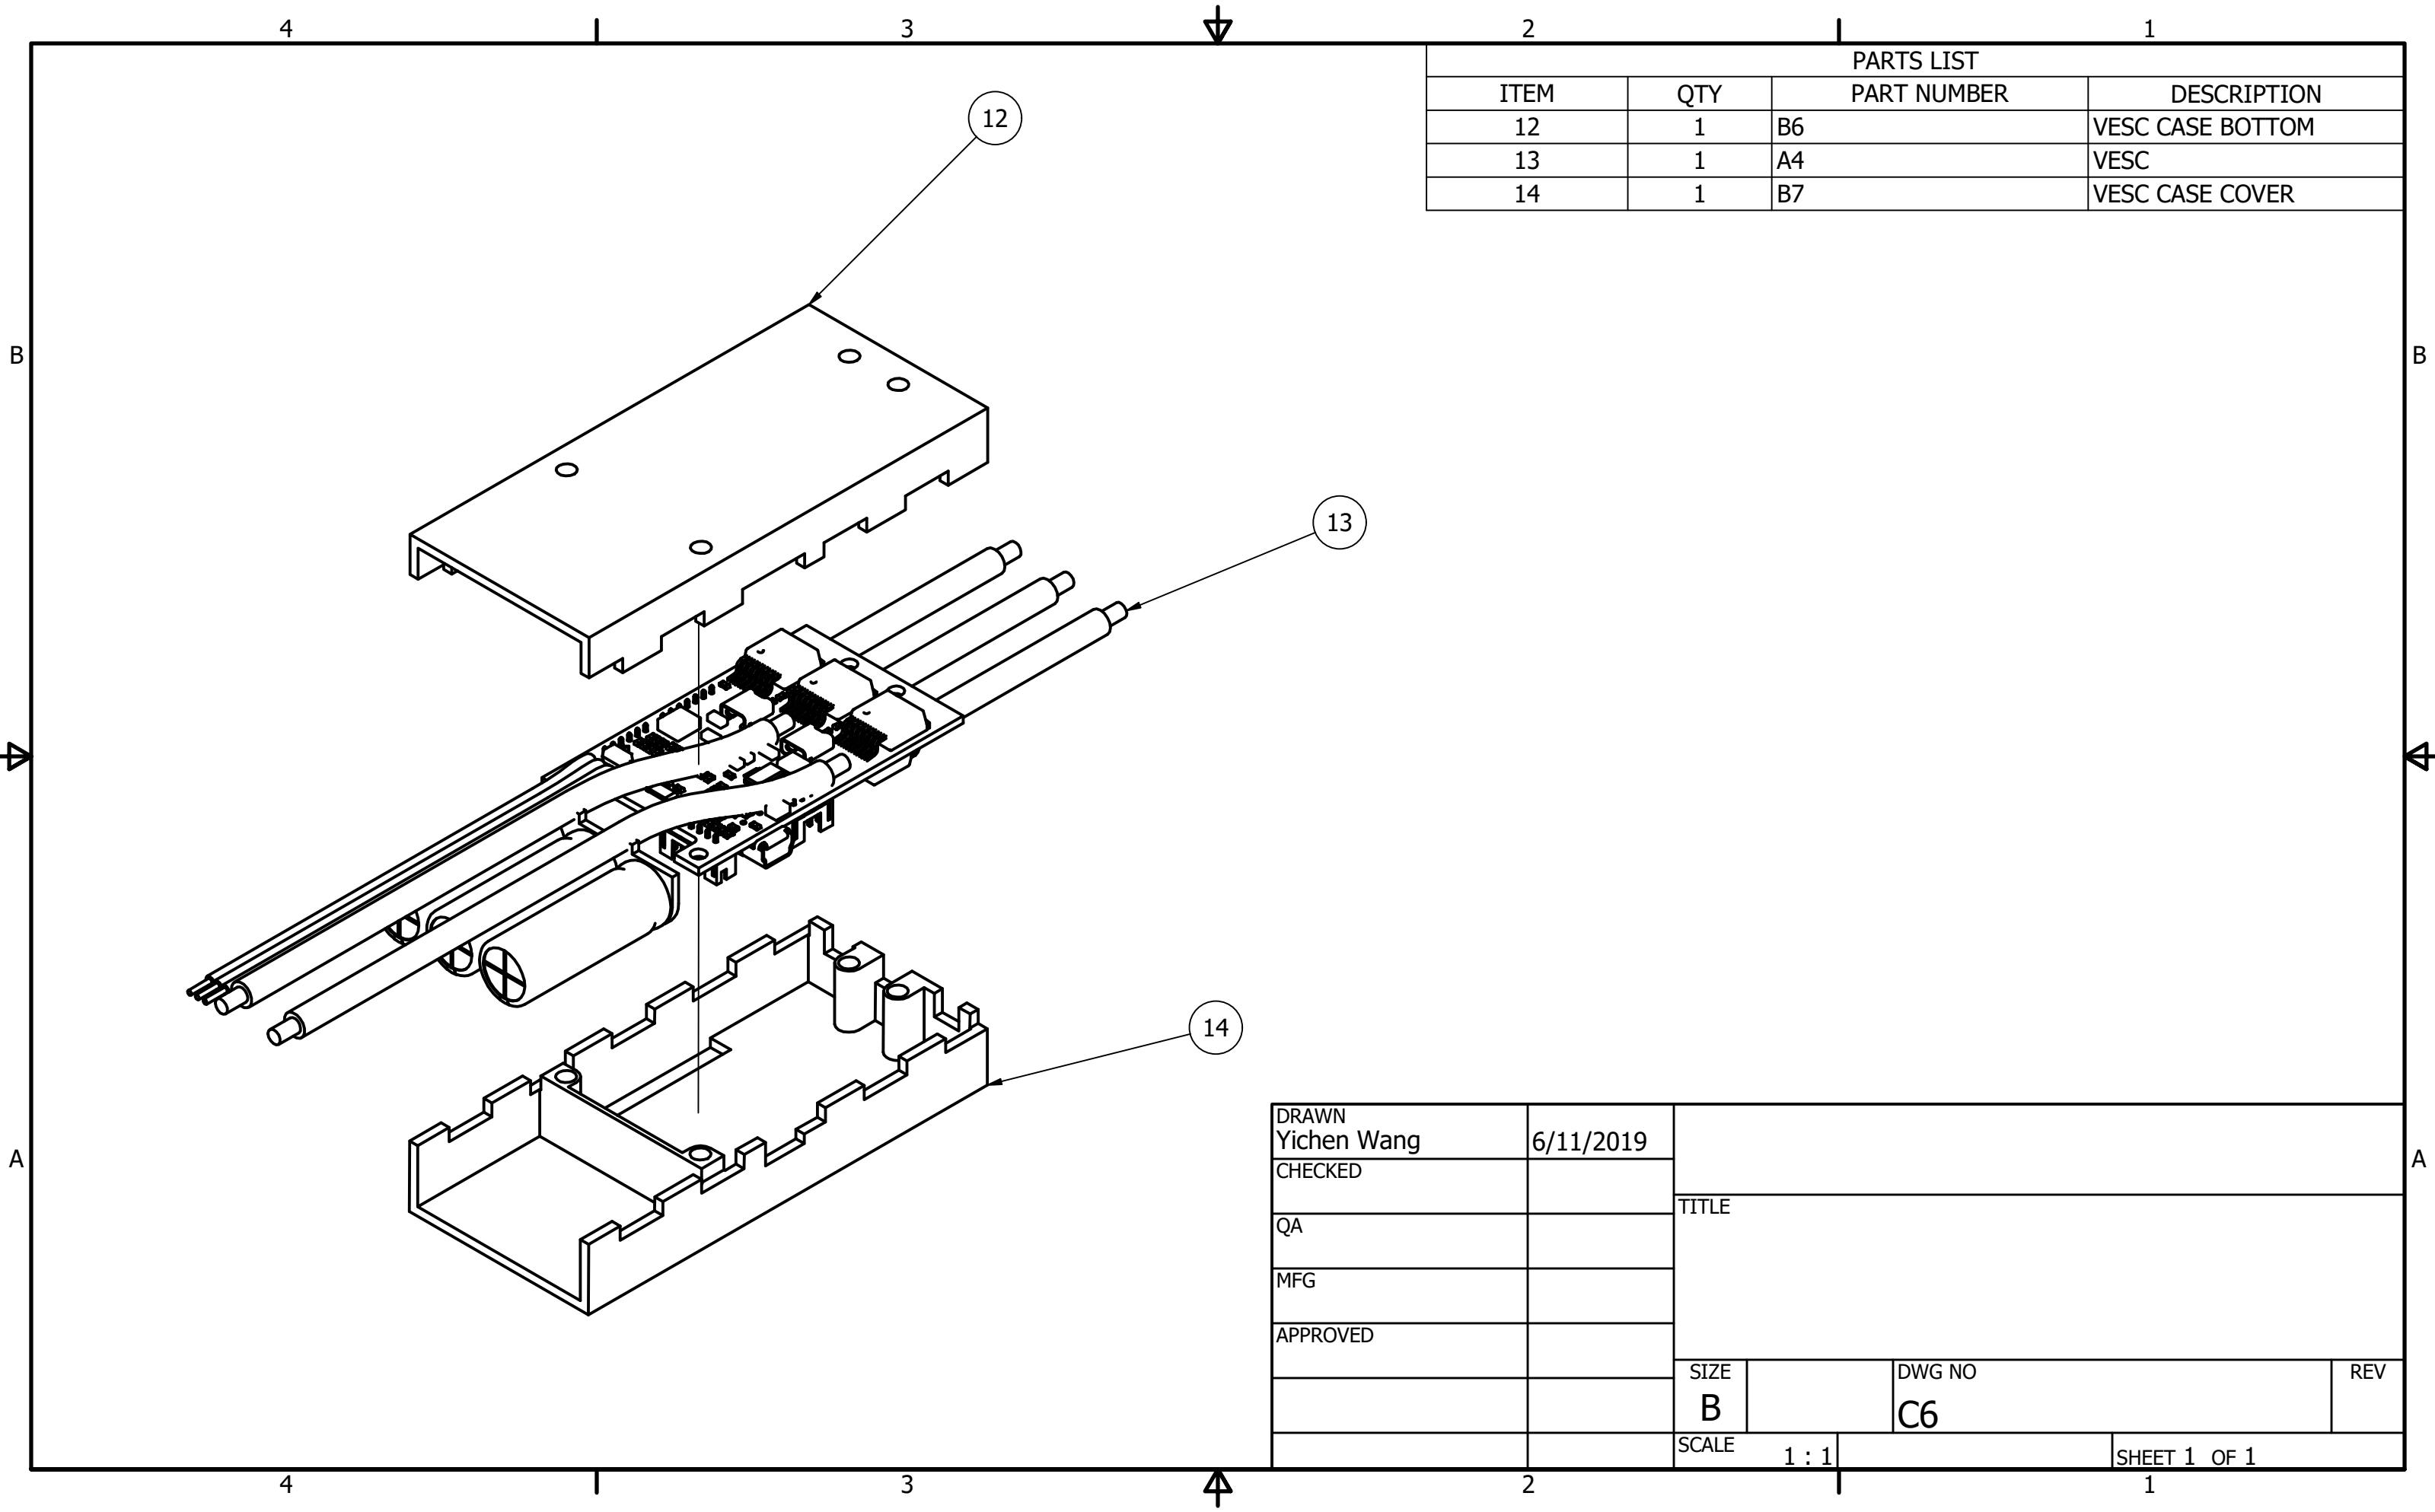 4 3 2 1
PARTS LIST
ITEM QTY PART NUMBER DESCRIPTION
12 1 B6 VESC CASE BOTTOM
13 1 A4 VESC
14 1 B7 VESC CASE COVER
12
B B
13
14
A A
DRAWN
Yichen Wang 6/11/2019
CHECKED
TITLE
QA
MFG
APPROVED
SIZE DWG NO REV
B C6
SCALE 1 : 1 SHEET 1 OF 1
4 3 2 1